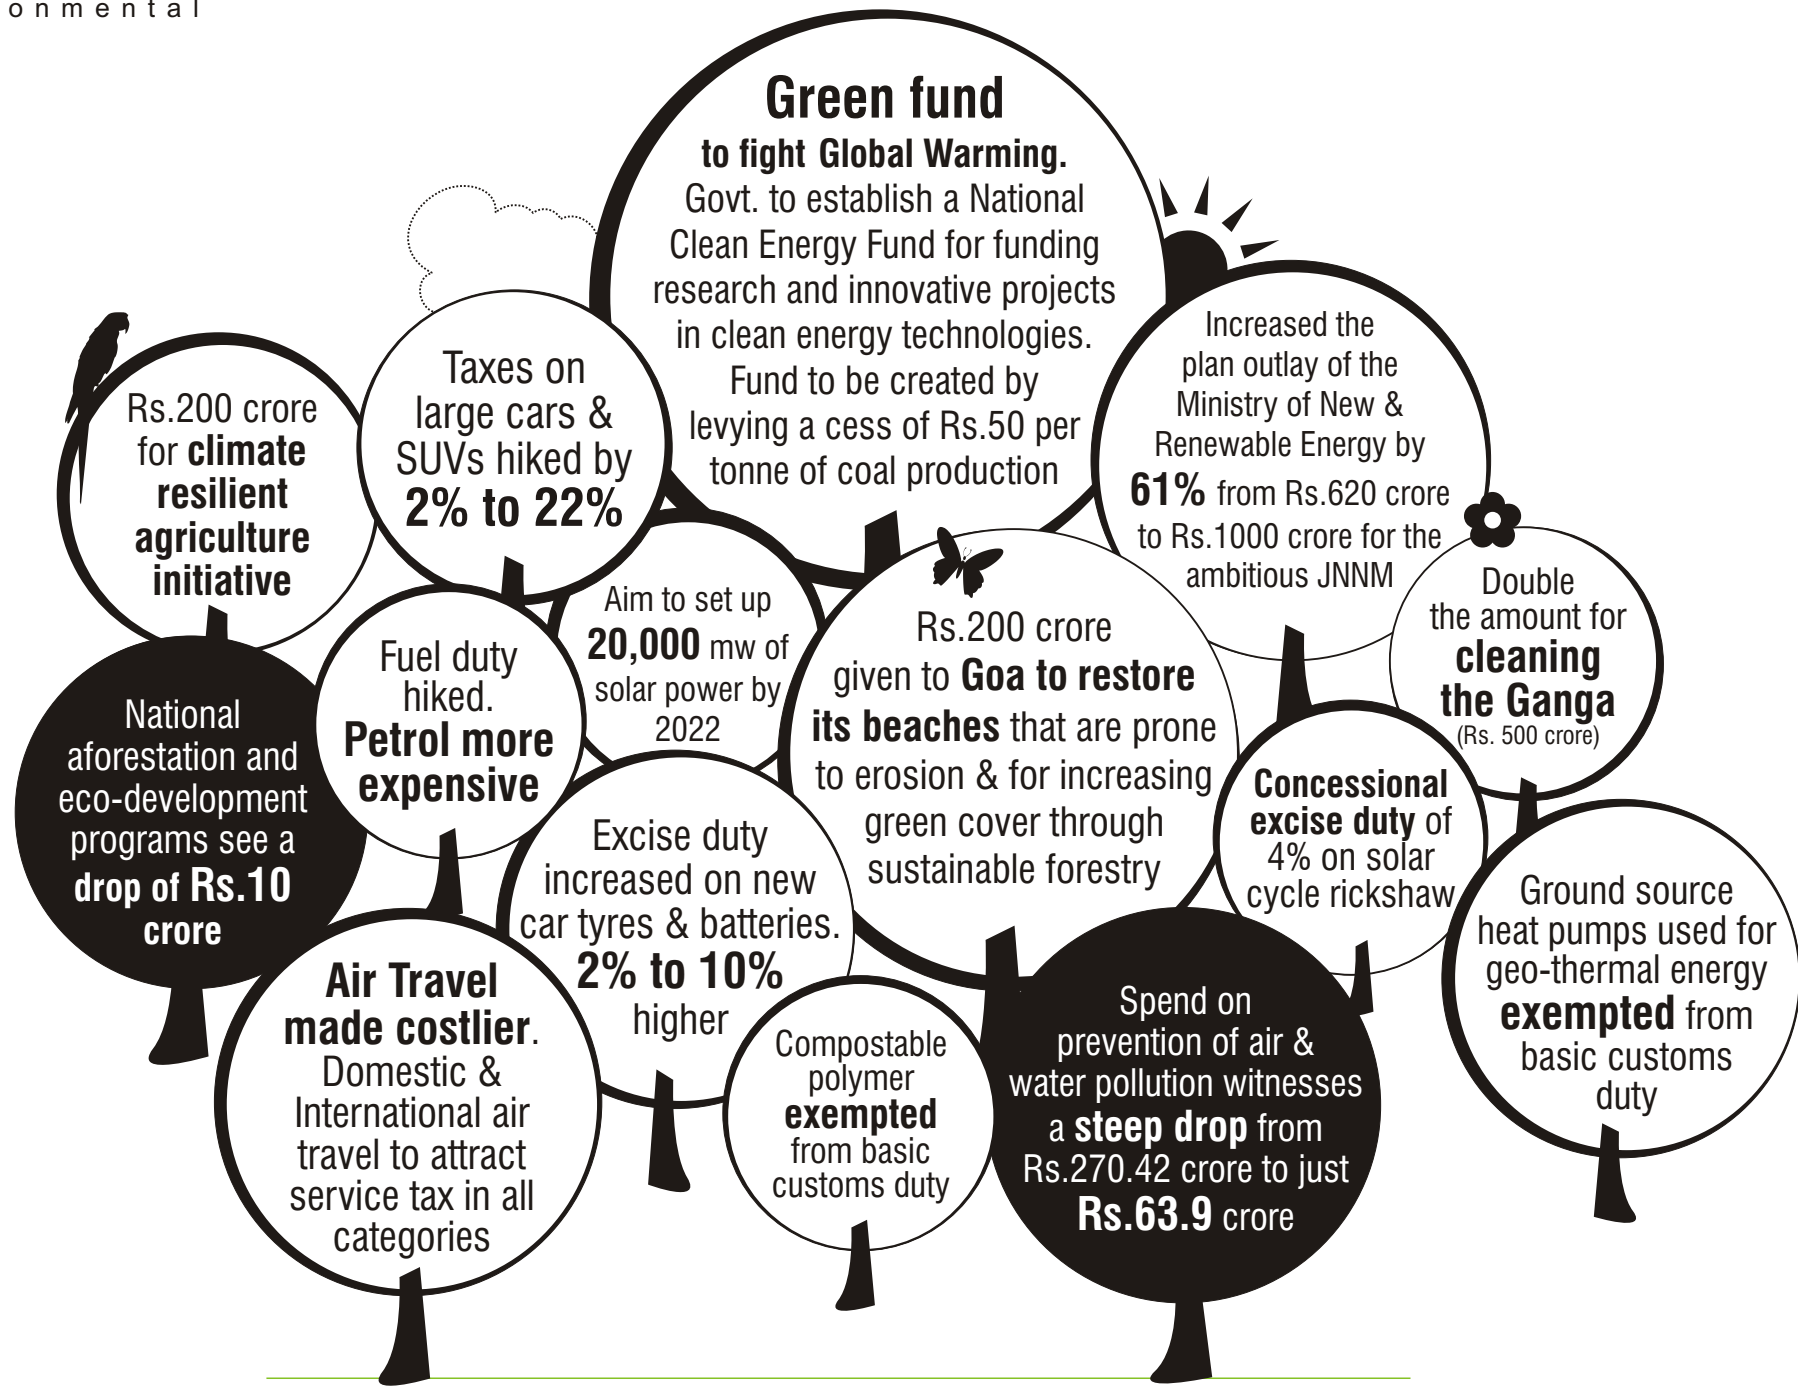 onmental
Green fund
to fight Global Warming.
Govt. to establish a National
Clean Energy Fund for funding
research and innovative projects
in clean energy technologies.
Fund to be created by
levying a cess of Rs.50 per
tonne of coal production
Rs.200 crore
for climate
resilient
agriculture
initiative
Taxes on
large cars &
SUVs hiked by
2% to 22%
Increased the
plan outlay of the
Ministry of New &
Renewable Energy by
61% from Rs.620 crore
to Rs.1000 crore for the
ambitious JNNM
Aim to set up
20,000 mw of
solar power by
2022
Rs.200 crore
given to Goa to restore
its beaches that are prone
to erosion & for increasing
green cover through
sustainable forestry
Double
the amount for
cleaning
the Ganga
(Rs. 500 crore)
National
aforestation and
eco-development
programs see a
drop of Rs.10
crore
Fuel duty
hiked.
Petrol more
expensive
Excise duty
increased on new
car tyres & batteries.
2% to 10%
higher
Concessional
excise duty of
4% on solar
cycle rickshaw
Ground source
heat pumps used for
geo-thermal energy
exempted from
basic customs
duty
Air Travel
made costlier.
Domestic &
International air
travel to attract
service tax in all
categories
Compostable
polymer
exempted
from basic
customs duty
Spend on
prevention of air &
water pollution witnesses
a steep drop from
Rs.270.42 crore to just
Rs.63.9 crore